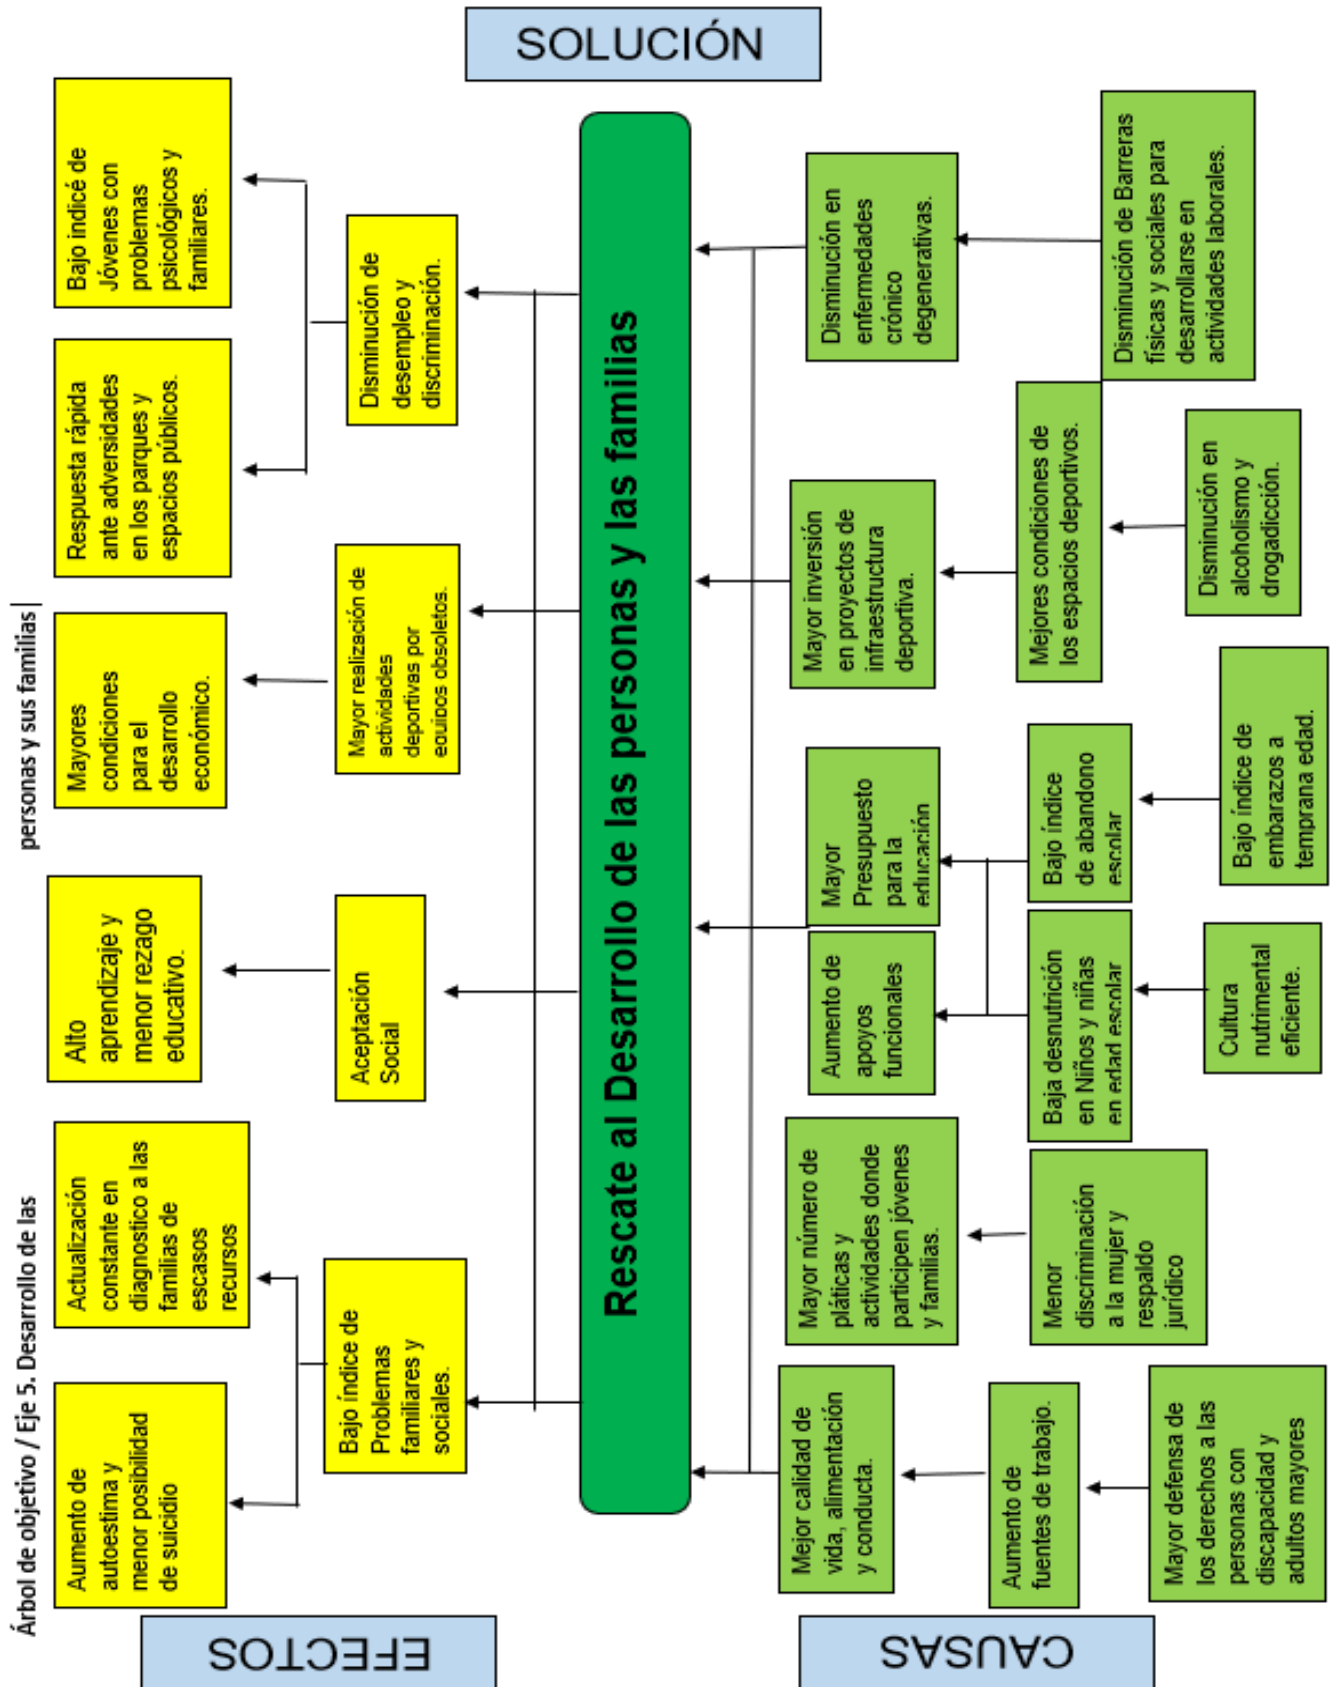 Árbol de objetivo / Eje 5. Desarrollo de las
personas y sus familias
EFECTOS
Aumento de
autoestima y
menor posibilidad
de suicidio
Actualización
constante en
diagnostico a las
familias de
escasos
recursos
Alto
aprendizaje y
menor rezago
educativo.
Mayores
condiciones
para el
desarrollo
económico.
Respuesta rápida
ante adversidades
en los parques y
espacios públicos.
Bajo indicé de
Jóvenes con
problemas
psicológicos y
familiares.
Bajo índice de
Problemas
familiares y
sociales.
Aceptación
Social
Mayor realización de
actividades
deportivas por
equipos obsoletos.
Disminución de
desempleo y
discriminación.
SOLUCIÓN
Rescate al Desarrollo de las personas y las familias
CAUSAS
Mejor calidad de
vida, alimentación
y conducta.
Mayor número de
pláticas y
actividades donde
participen jóvenes
y familias.
Aumento de
apoyos
funcionales
Mayor
Presupuesto
para la
educación
Mayor inversión
en proyectos de
infraestructura
deportiva.
Disminución en
enfermedades
crónico
degenerativas.
Aumento de
fuentes de trabajo.
Menor
discriminación
a la mujer y
respaldo
jurídico
Baja desnutrición
en Niños y niñas
en edad escolar
Bajo índice
de abandono
escolar
Mejores condiciones de
los espacios deportivos.
Disminución de Barreras
físicas y sociales para
desarrollarse en
actividades laborales.
Mayor defensa de
los derechos a las
personas con
discapacidad y
adultos mayores
Cultura
nutrimental
eficiente.
Bajo índice de
embarazos a
temprana edad.
Disminución en
alcoholismo y
drogadicción.